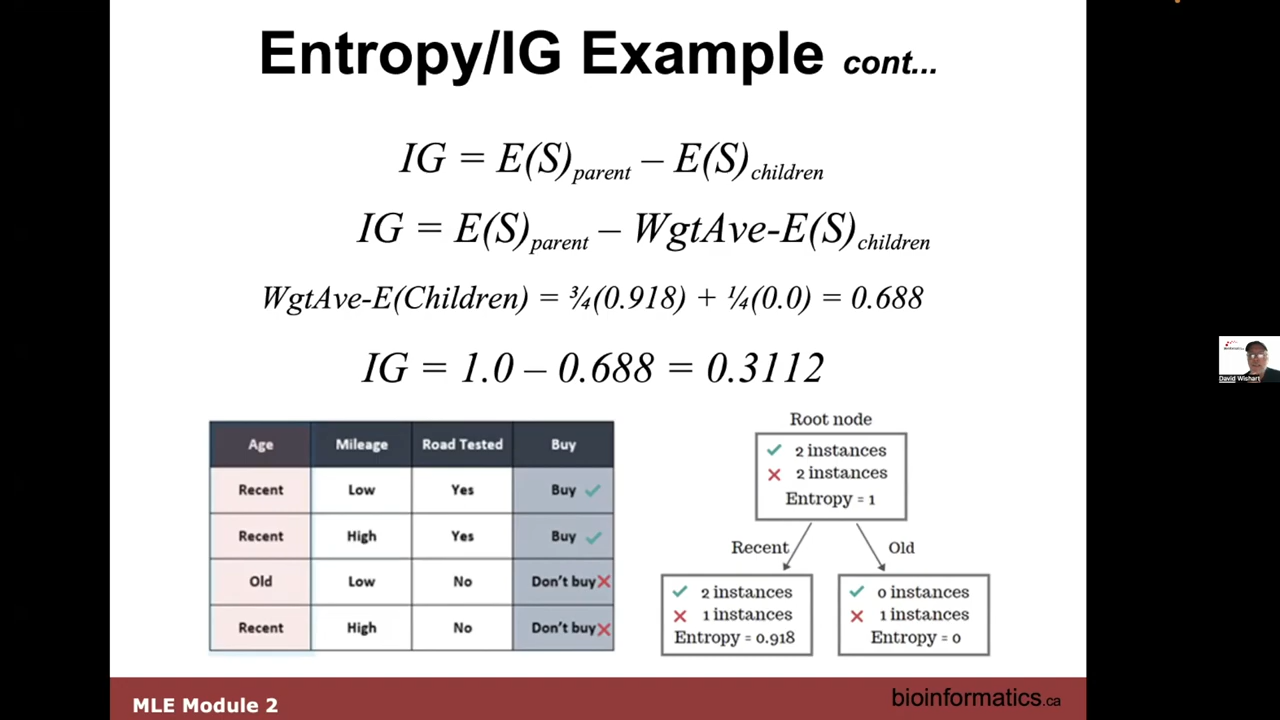 Entropy/IG Example cont...
IG = E(S)parent – E(S)children
IG = E(S)parent – WgtAve-E(S)children
WgtAve-E(Children) = ¾(0.918) + ¼(0.0) = 0.688
IG = 1.0 – 0.688 = 0.3112
Age Mileage Road Tested Buy
Recent Low Yes Buy ✓
Recent High Yes Buy ✓
Old Low No Don't buy ✕
Recent High No Don't buy ✕
Root node
✓ 2 instances
✕ 2 instances
Entropy = 1
Recent Old
✓ 2 instances
✕ 1 instances
Entropy = 0.918
✓ 0 instances
✕ 1 instances
Entropy = 0
David Wishart
MLE Module 2
bioinformatics.ca